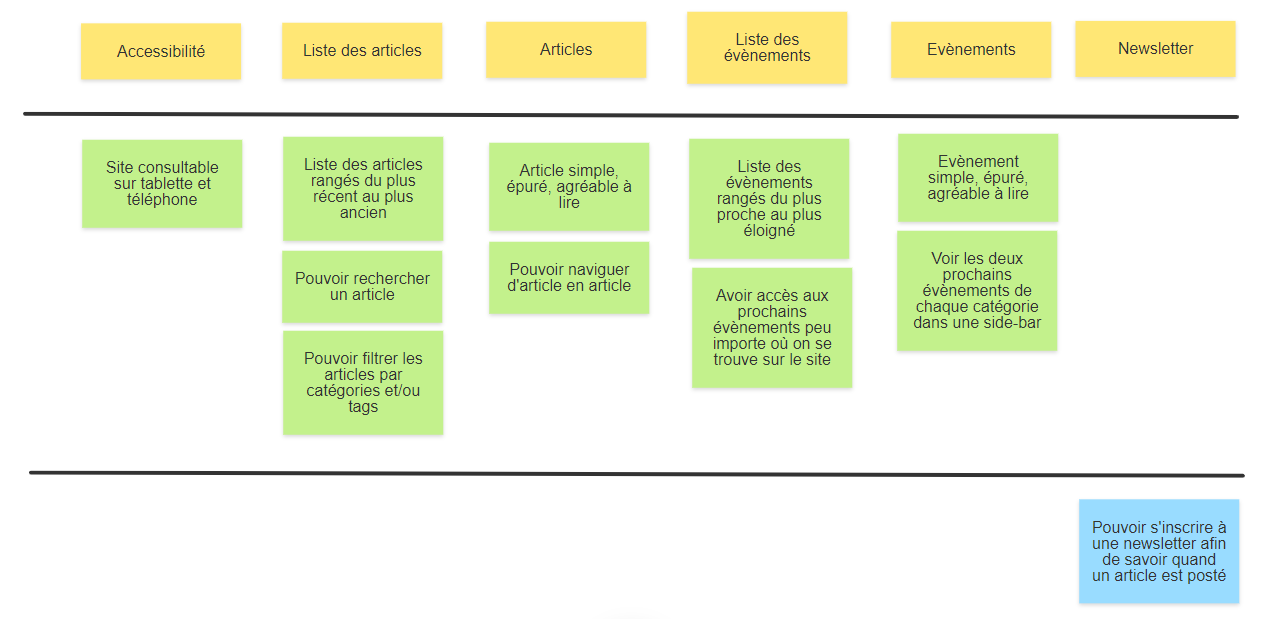 Accessibilité
Liste des articles
Articles
Liste des
évènements
Evènements
Newsletter
Site consultable
sur tablette et
téléphone
Liste des articles
rangés du plus
récent au plus
ancien
Pouvoir rechercher
un article
Pouvoir filtrer les
articles par
catégories et/ou
tags
Article simple,
épuré, agréable à
lire
Pouvoir naviguer
d'article en article
Liste des
évènements
rangés du plus
proche au plus
éloigné
Avoir accès aux
prochains
évènements peu
importe où on se
trouve sur le site
Evènement
simple, épuré,
agréable à lire
Voir les deux
prochains
évènements de
chaque catégorie
dans une side-bar
Pouvoir s'inscrire à
une newsletter afin
de savoir quand
un article est posté